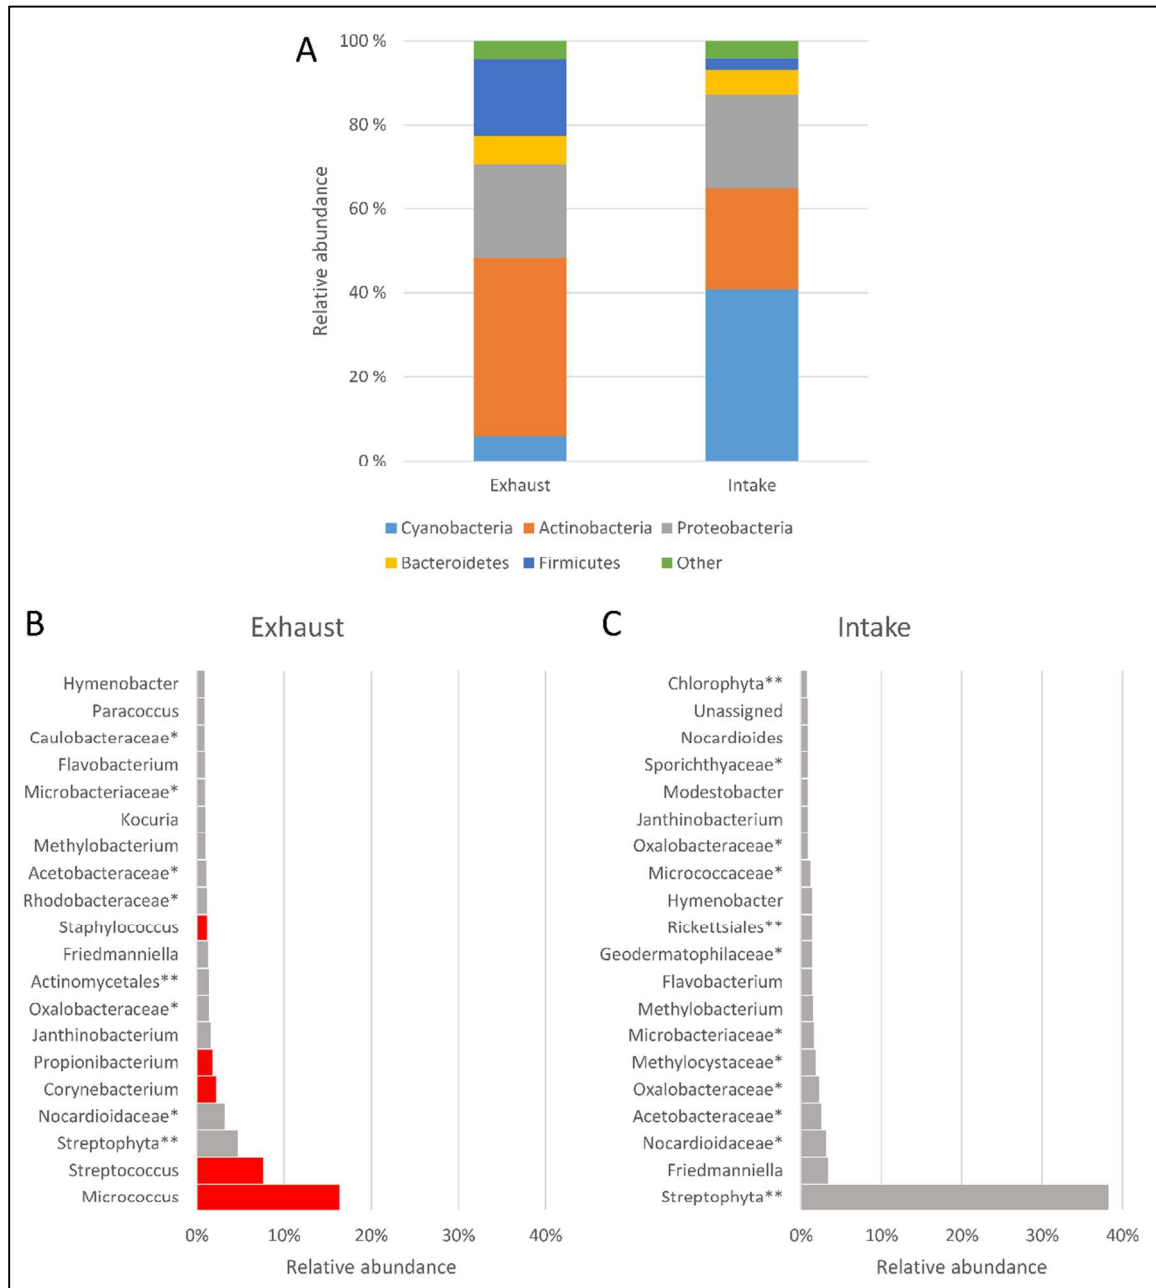 A
100 %
80 %
60 %
40 %
20 %
0 %
Relative abundance
Exhaust
Intake
Cyanobacteria
Actinobacteria
Proteobacteria
Bacteroidetes
Firmicutes
Other
B
Exhaust
Hymenobacter
Paracoccus
Caulobacteraceae*
Flavobacterium
Microbacteriaceae*
Kocuria
Methylobacterium
Acetobacteraceae*
Rhodobacteraceae*
Staphylococcus
Friedmanniella
Actinomycetales**
Oxalobacteraceae*
Janthinobacterium
Propionibacterium
Corynebacterium
Nocardioidaceae*
Streptophyta**
Streptococcus
Micrococcus
0%
10%
20%
30%
40%
Relative abundance
C
Intake
Chlorophyta**
Unassigned
Nocardioides
Sporichthyaceae*
Modestobacter
Janthinobacterium
Oxalobacteraceae*
Micrococcaceae*
Hymenobacter
Rickettsiales**
Geodermatophilaceae*
Flavobacterium
Methylobacterium
Microbacteriaceae*
Methylocystaceae*
Oxalobacteraceae*
Acetobacteraceae*
Nocardioidaceae*
Friedmanniella
Streptophyta**
0%
10%
20%
30%
40%
Relative abundance